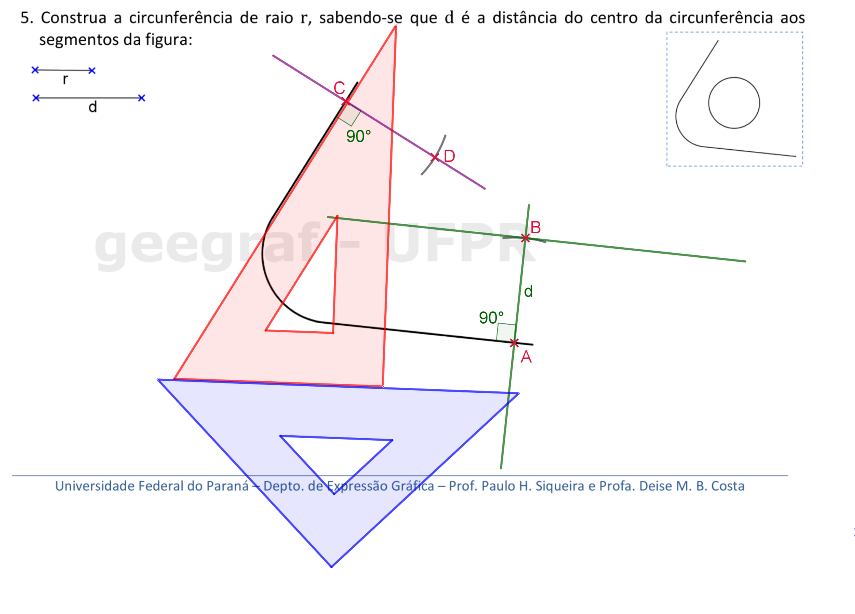 5. Construa a circunferência de raio r, sabendo-se que d é a distância do centro da circunferência aos
segmentos da figura:
r
d
C
90°
D
geegraf - UFPR
B
d
90°
A
Universidade Federal do Paraná – Depto. de Expressão Gráfica – Prof. Paulo H. Siqueira e Profa. Deise M. B. Costa